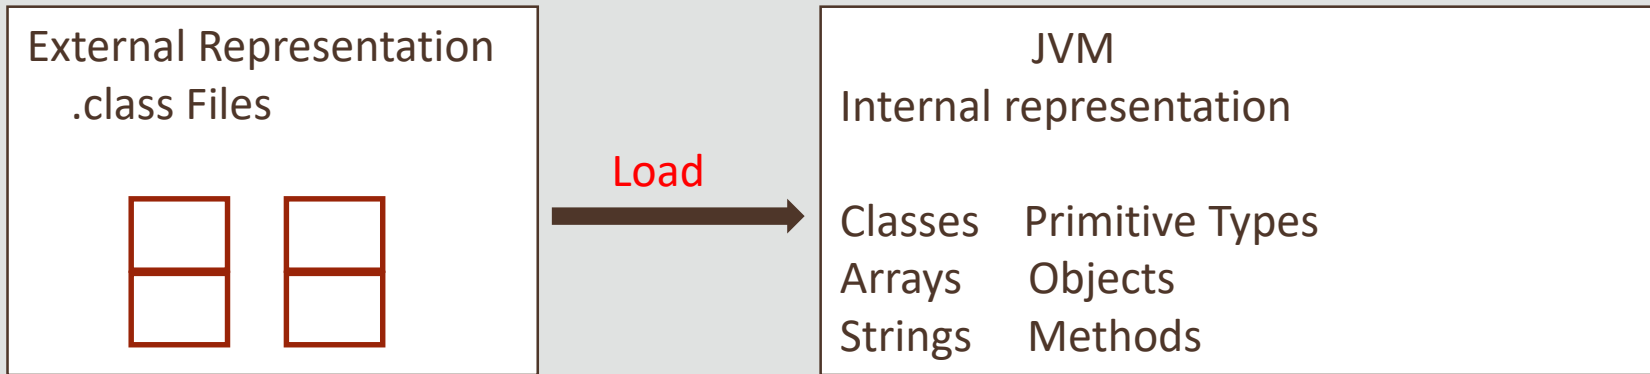 External Representation
.class Files
Load
JVM
Internal representation
Classes Primitive Types
Arrays Objects
Strings Methods